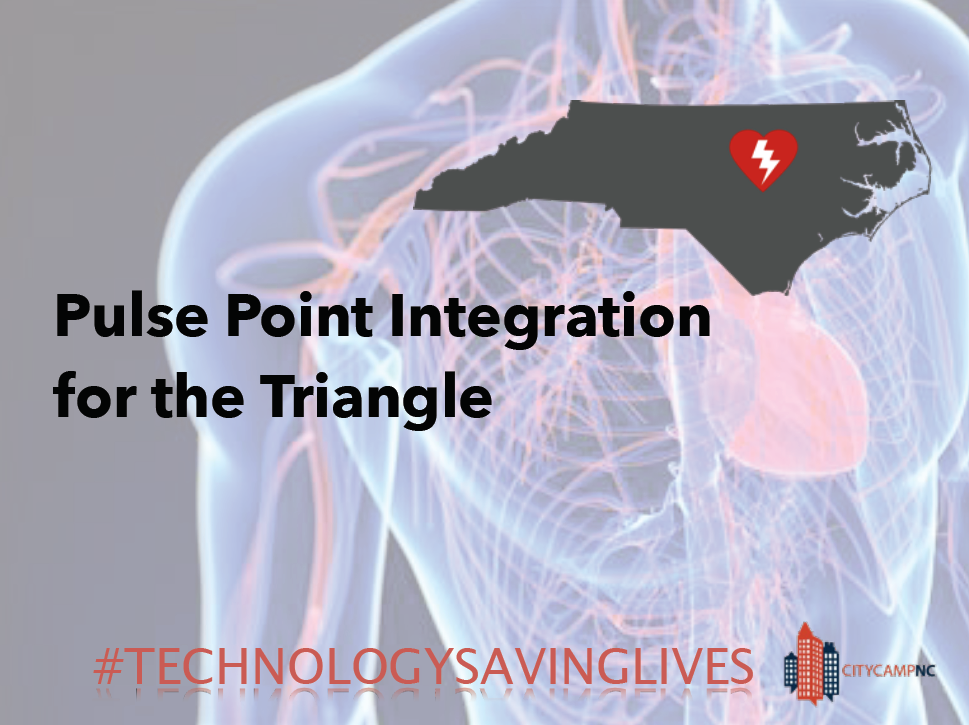 Pulse Point Integration
for the Triangle
#TECHNOLOGYSAVINGLIVES
CITYCAMPNC